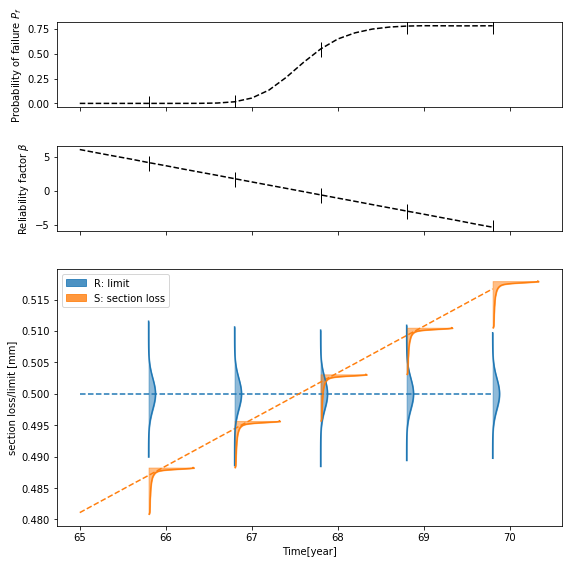 Probability of failure P_f
0.75
0.50
0.25
0.00
Reliability factor β
5
0
−5
section loss/limit [mm]
R: limit
S: section loss
0.515
0.510
0.505
0.500
0.495
0.490
0.485
0.480
65 66 67 68 69 70
Time[year]